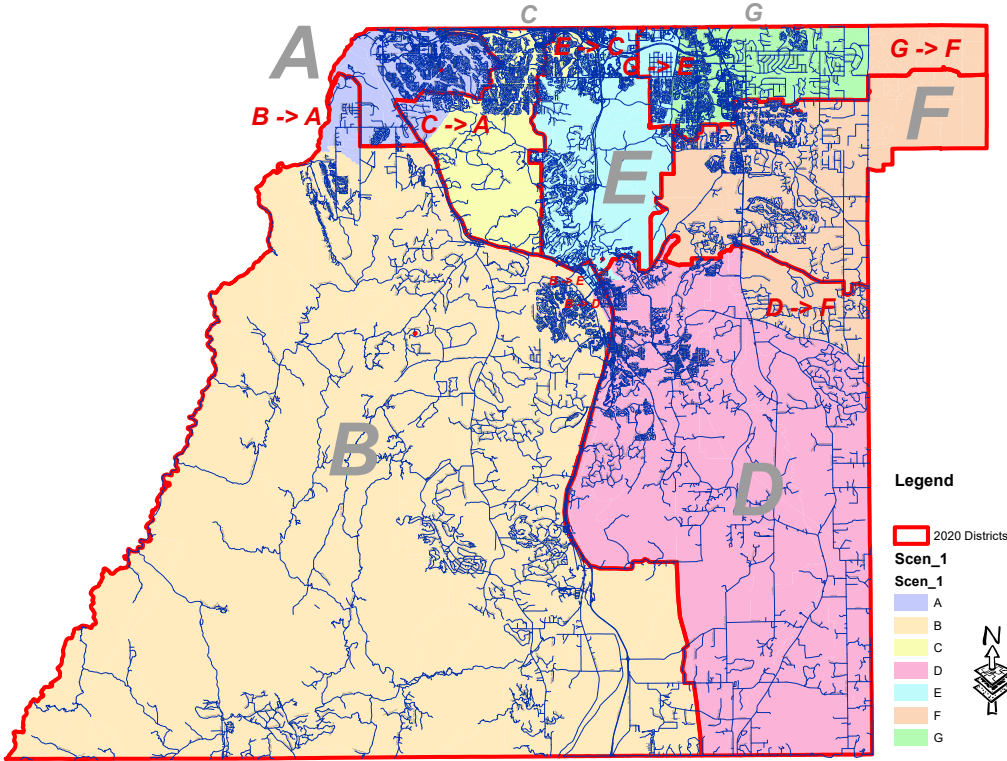 C
G
A
E -> C
G -> F
G -> E
B -> A
C -> A
F
E
B -> E
D -> F
B
D
Legend
2020 Districts
Scen_1
Scen_1
A
B
C
D
E
F
G
N